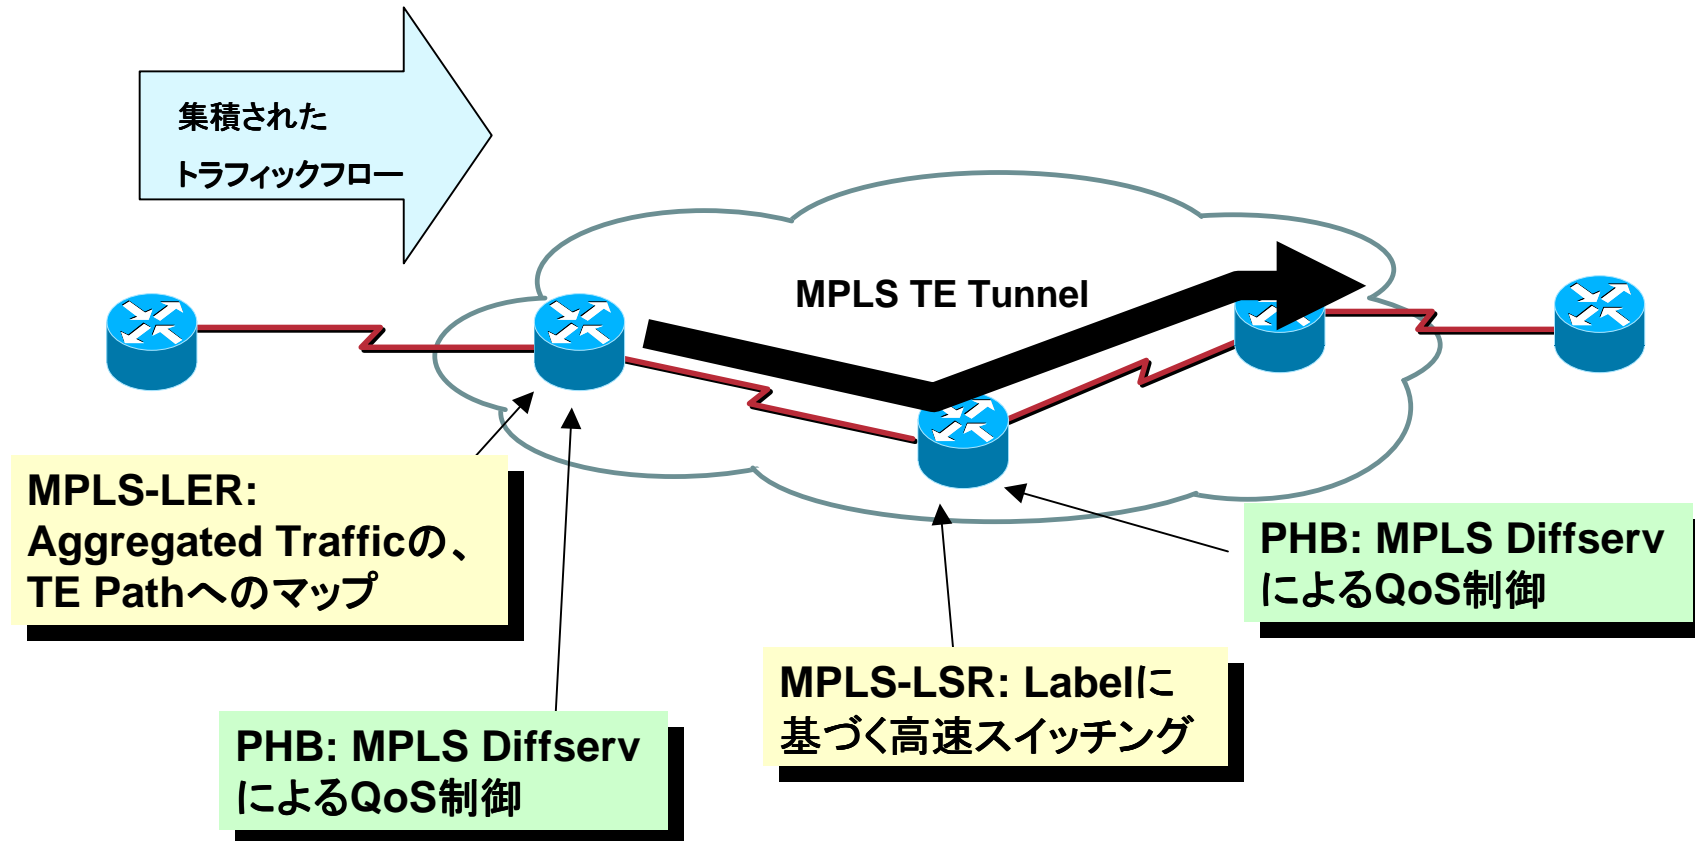 集積された
トラフィックフロー
MPLS TE Tunnel
MPLS-LER:
Aggregated Trafficの、
TE Pathへのマップ
PHB: MPLS Diffserv
によるQoS制御
MPLS-LSR: Labelに
基づく高速スイッチング
PHB: MPLS Diffserv
によるQoS制御